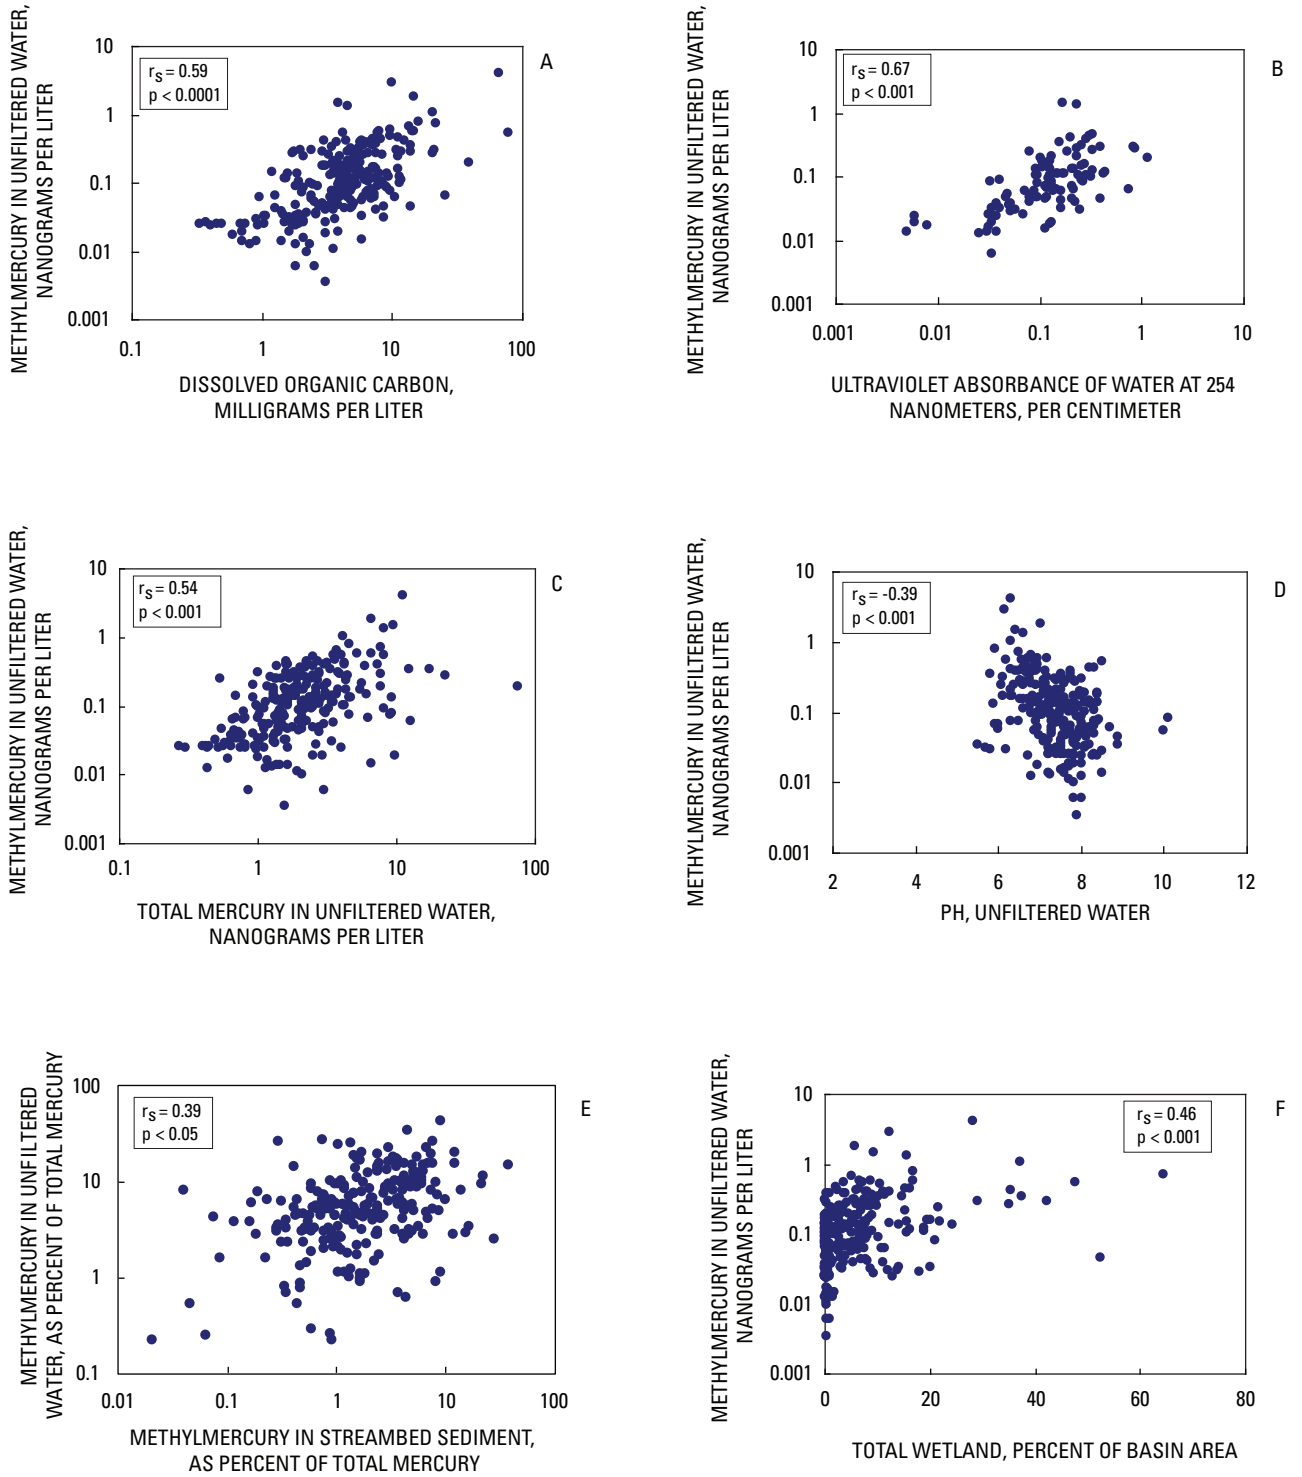 METHYLMERCURY IN UNFILTERED WATER,
NANOGRAMS PER LITER
10
1
0.1
0.01
0.001
rs = 0.59
p < 0.0001
A
0.1 1 10 100
DISSOLVED ORGANIC CARBON,
MILLIGRAMS PER LITER
METHYLMERCURY IN UNFILTERED WATER,
NANOGRAMS PER LITER
10
1
0.1
0.01
0.001
rs = 0.67
p < 0.001
B
0.001 0.01 0.1 1 10
ULTRAVIOLET ABSORBANCE OF WATER AT 254
NANOMETERS, PER CENTIMETER
METHYLMERCURY IN UNFILTERED WATER,
NANOGRAMS PER LITER
10
1
0.1
0.01
0.001
rs = 0.54
p < 0.001
C
0.1 1 10 100
TOTAL MERCURY IN UNFILTERED WATER,
NANOGRAMS PER LITER
METHYLMERCURY IN UNFILTERED WATER,
NANOGRAMS PER LITER
10
1
0.1
0.01
0.001
rs = -0.39
p < 0.001
D
2 4 6 8 10 12
PH, UNFILTERED WATER
METHYLMERCURY IN UNFILTERED
WATER, AS PERCENT OF TOTAL MERCURY
100
10
1
0.1
rs = 0.39
p < 0.05
E
0.01 0.1 1 10 100
METHYLMERCURY IN STREAMBED SEDIMENT,
AS PERCENT OF TOTAL MERCURY
METHYLMERCURY IN UNFILTERED WATER,
NANOGRAMS PER LITER
10
1
0.1
0.01
0.001
rs = 0.46
p < 0.001
F
0 20 40 60 80
TOTAL WETLAND, PERCENT OF BASIN AREA